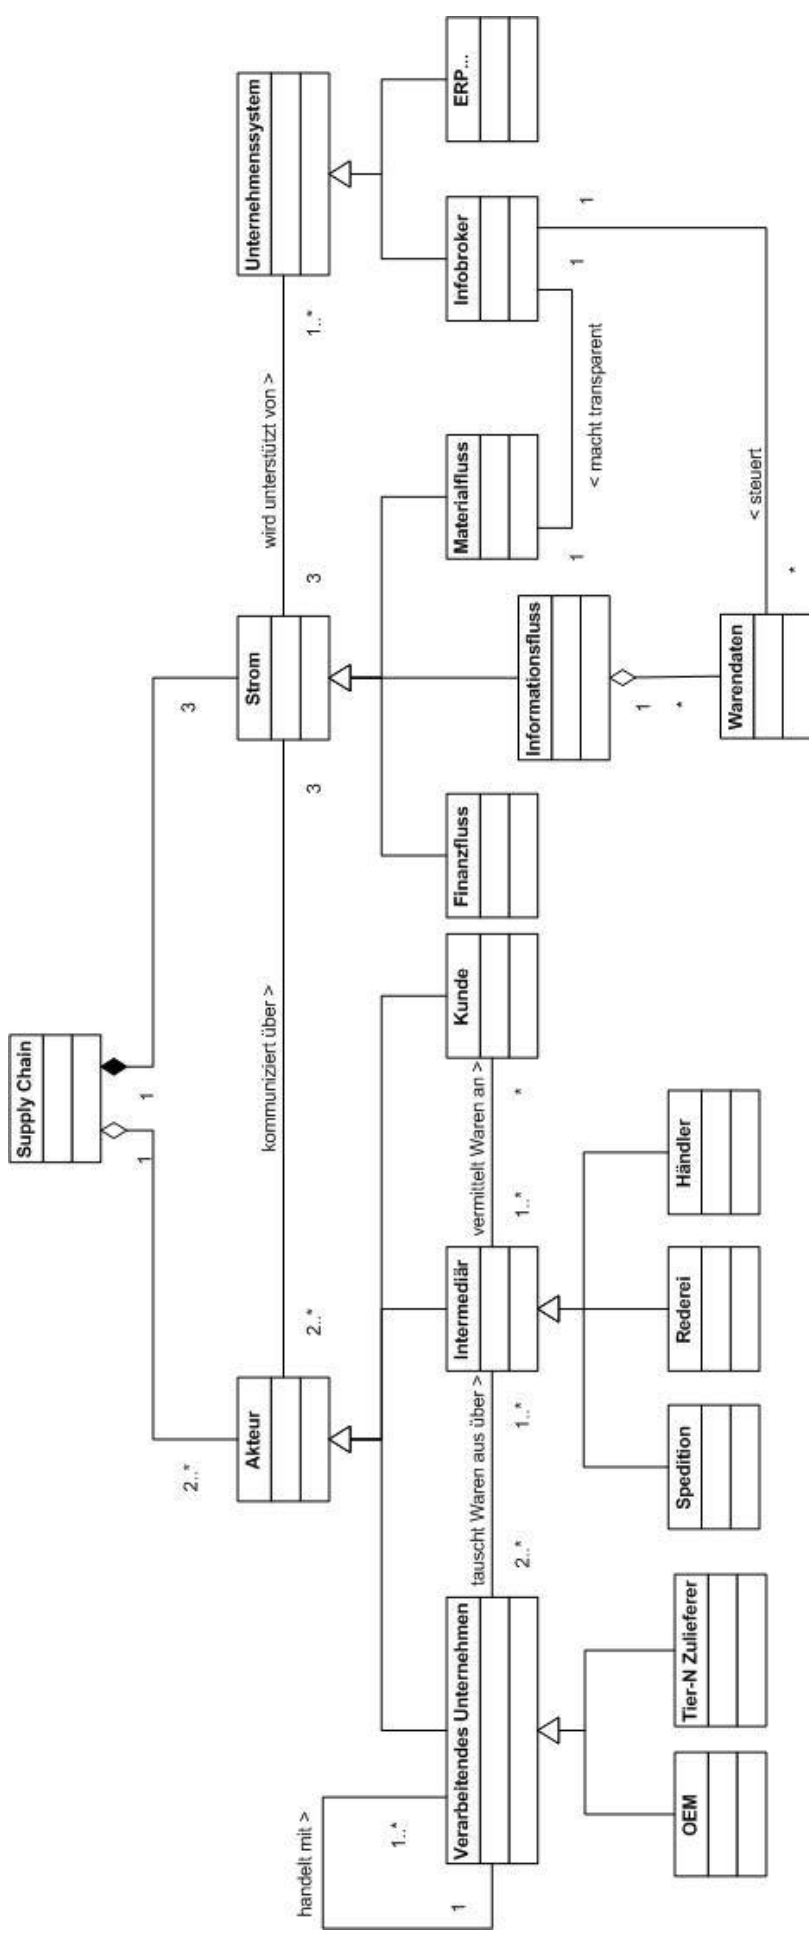 Supply Chain
1
1
2..*
3
Akteur
2..*
kommuniziert über >
3
Strom
3
wird unterstützt von >
1..*
Unternehmenssystem
handelt mit >
1
1..*
Verarbeitendes Unternehmen
tauscht Waren aus über >
2..*
1..*
Intermediär
vermittelt Waren an >
1..*
*
Kunde
Finanzfluss
Informationsfluss
Materialfluss
Infobroker
ERP...
1
< macht transparent
1
1
< steuert
*
1
*
Warendaten
OEM
Tier-N Zulieferer
Spedition
Rederei
Händler